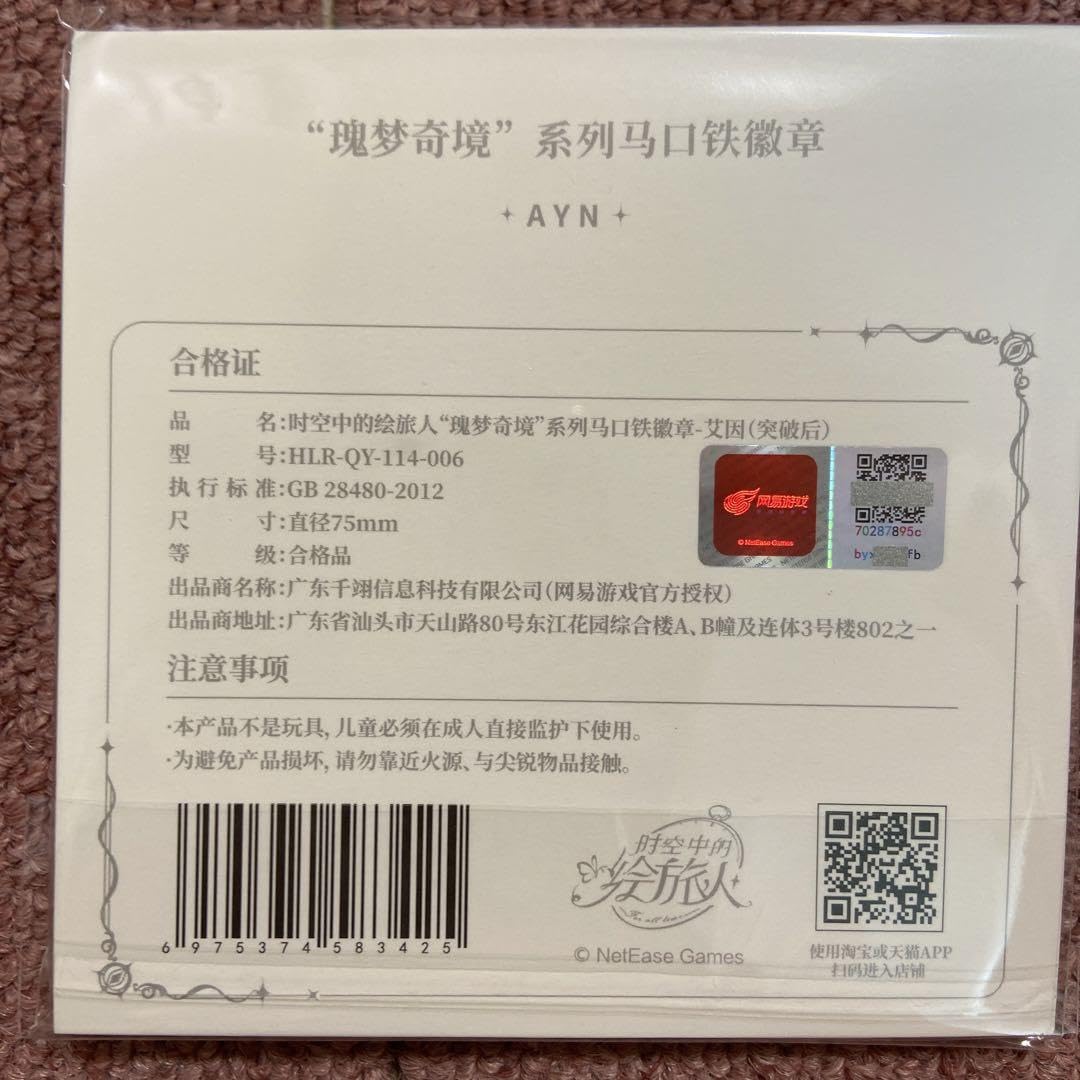 “瑰梦奇境”系列马口铁徽章
AYN
合格证
品 名:时空中的绘旅人“瑰梦奇境”系列马口铁徽章-艾因(突破后)
型 号:HLR-QY-114-006
执行标准:GB 28480-2012
尺 寸:直径75mm
等 级:合格品
出品商名称:广东千翊信息科技有限公司(网易游戏官方授权)
出品商地址:广东省汕头市天山路80号东江花园综合楼A、B幢及连体3号楼802之一
网易游戏
© NetEase Games
70287895c
注意事项
·本产品不是玩具,儿童必须在成人直接监护下使用。
·为避免产品损坏,请勿靠近火源、与尖锐物品接触。
6975374583425
时空中的
绘旅人
For all time
© NetEase Games
使用淘宝或天猫APP
扫码进入店铺